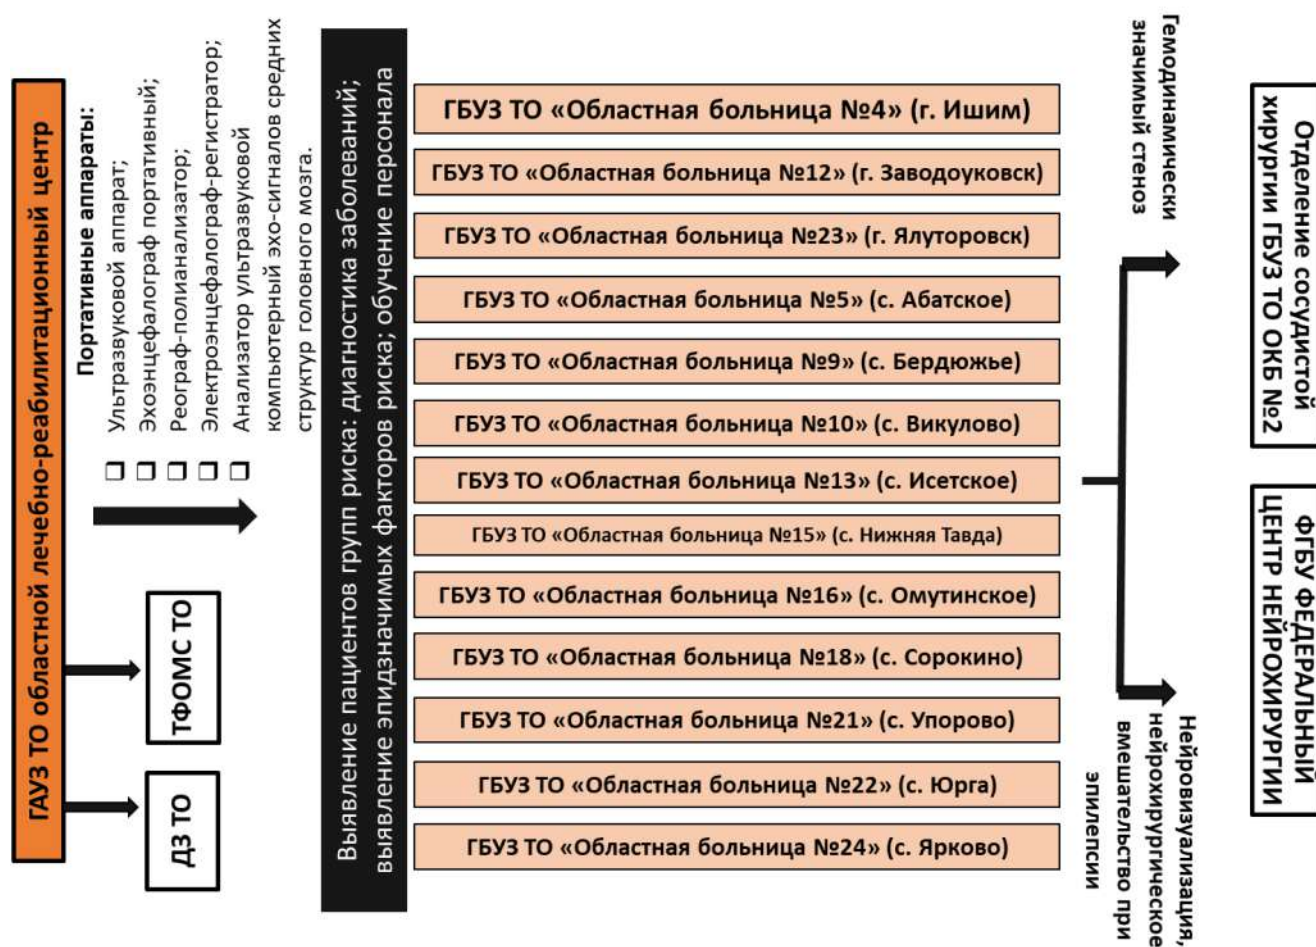 ГАУЗ ТО областной лечебно-реабилитационный центр
Портативные аппараты:
❑ Ультразвуковой аппарат;
❑ Эхоэнцефалограф портативный;
❑ Реограф-полианализатор;
❑ Электроэнцефалограф-регистратор;
❑ Анализатор ультразвуковой
компьютерный эхо-сигналов средних
структур головного мозга.
ТФОМС ТО
ДЗ ТО
Выявление пациентов групп риска: диагностика заболеваний;
выявление эпидзначимых факторов риска; обучение персонала
ГБУЗ ТО «Областная больница №4» (г. Ишим)
ГБУЗ ТО «Областная больница №12» (г. Заводоуковск)
ГБУЗ ТО «Областная больница №23» (г. Ялуторовск)
ГБУЗ ТО «Областная больница №5» (с. Абатское)
ГБУЗ ТО «Областная больница №9» (с. Бердюжье)
ГБУЗ ТО «Областная больница №10» (с. Викулово)
ГБУЗ ТО «Областная больница №13» (с. Исетское)
ГБУЗ ТО «Областная больница №15» (с. Нижняя Тавда)
ГБУЗ ТО «Областная больница №16» (с. Омутинское)
ГБУЗ ТО «Областная больница №18» (с. Сорокино)
ГБУЗ ТО «Областная больница №21» (с. Упорово)
ГБУЗ ТО «Областная больница №22» (с. Юрга)
ГБУЗ ТО «Областная больница №24» (с. Ярково)
Гемодинамически
значимый стеноз
Нейровизуализация,
нейрохирургическое
вмешательство при
эпилепсии
Отделение сосудистой
хирургии ГБУЗ ТО ОКБ №2
ФГБУ ФЕДЕРАЛЬНЫЙ
ЦЕНТР НЕЙРОХИРУРГИИ